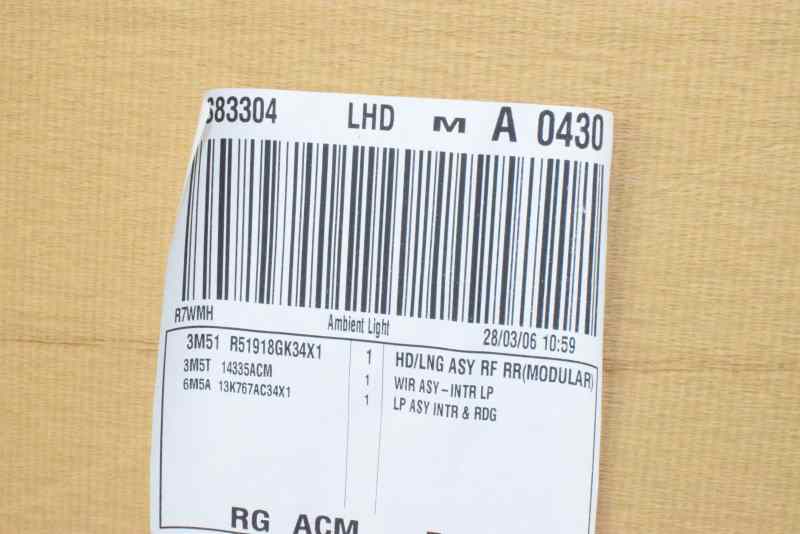 683304 LHD M A 0430
R7WMH Ambient Light 28/03/06 10:59
3M51 R51918GK34X1 1 HD/LNG ASY RF RR(MODULAR)
3M5T 14335ACM 1 WIR ASY-INTR LP
6M5A 13K767AC34X1 1 LP ASY INTR & RDG
RG ACM